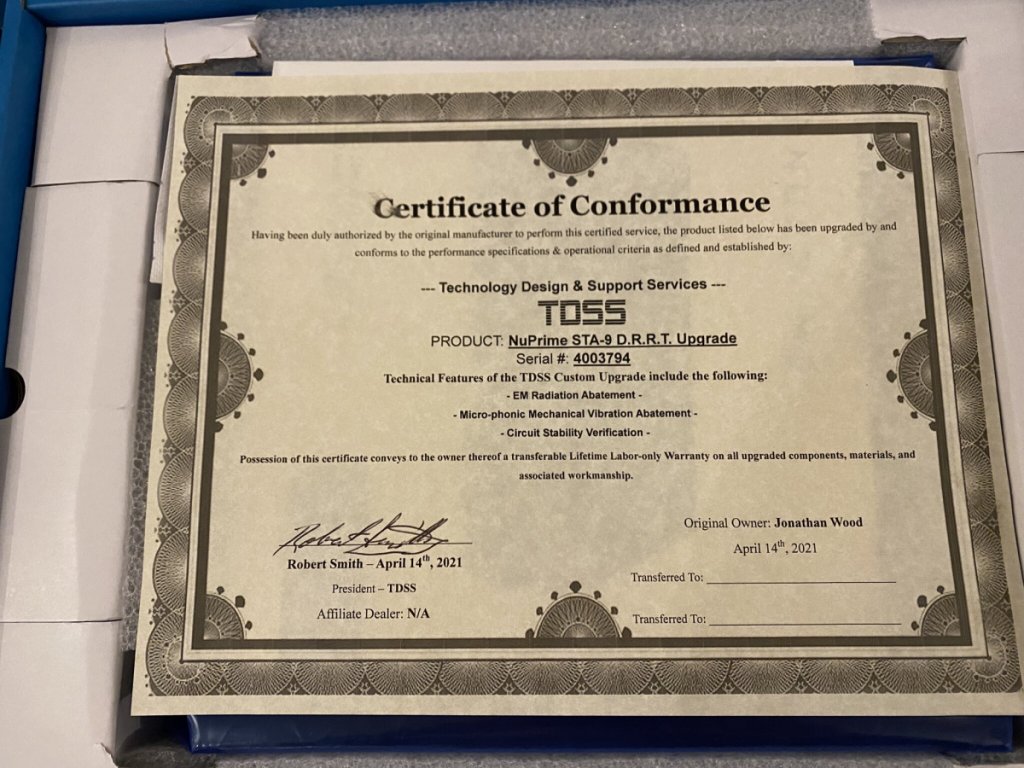 Certificate of Conformance
Having been duly authorized by the original manufacturer to perform this certified service, the product listed below has been upgraded by and
conforms to the performance specifications & operational criteria as defined and established by:
--- Technology Design & Support Services ---
TDSS
PRODUCT: NuPrime STA-9 D.R.R.T. Upgrade
Serial #: 4003794
Technical Features of the TDSS Custom Upgrade include the following:
- EM Radiation Abatement -
- Micro-phonic Mechanical Vibration Abatement -
- Circuit Stability Verification -
Possession of this certificate conveys to the owner thereof a transferable Lifetime Labor-only Warranty on all upgraded components, materials, and
associated workmanship.
Robert Smith – April 14th, 2021
President – TDSS
Affiliate Dealer: N/A
Original Owner: Jonathan Wood
April 14th, 2021
Transferred To:
Transferred To: